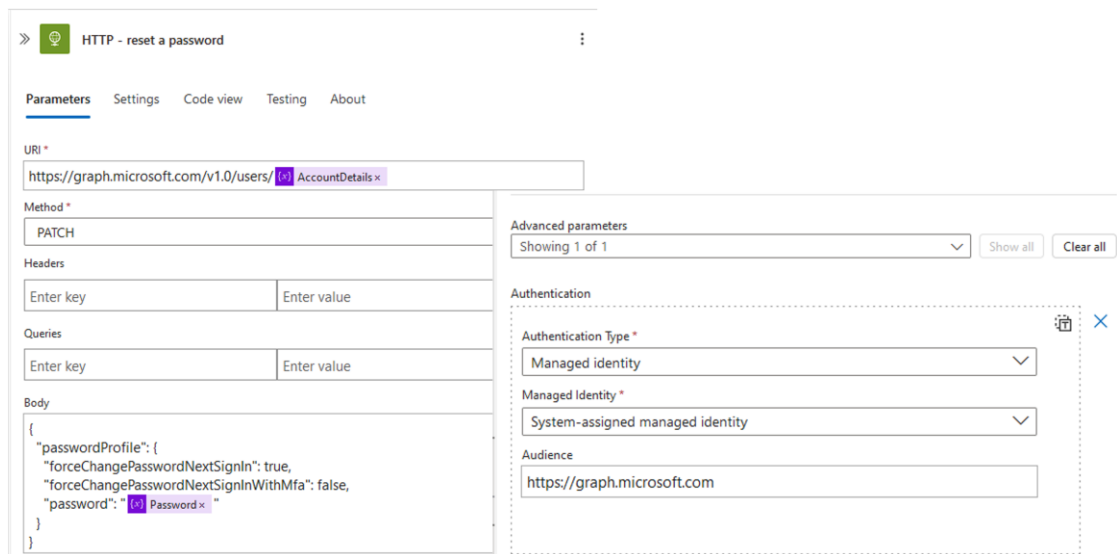 HTTP - reset a password
Parameters Settings Code view Testing About
URI *
https://graph.microsoft.com/v1.0/users/ {x} AccountDetails ×
Method *
PATCH
Headers
Enter key Enter value
Queries
Enter key Enter value
Body
{
"passwordProfile": {
"forceChangePasswordNextSignIn": true,
"forceChangePasswordNextSignInWithMfa": false,
"password": " {x} Password × "
}
}
Advanced parameters
Showing 1 of 1 Show all Clear all
Authentication
Authentication Type *
Managed identity
Managed Identity *
System-assigned managed identity
Audience
https://graph.microsoft.com